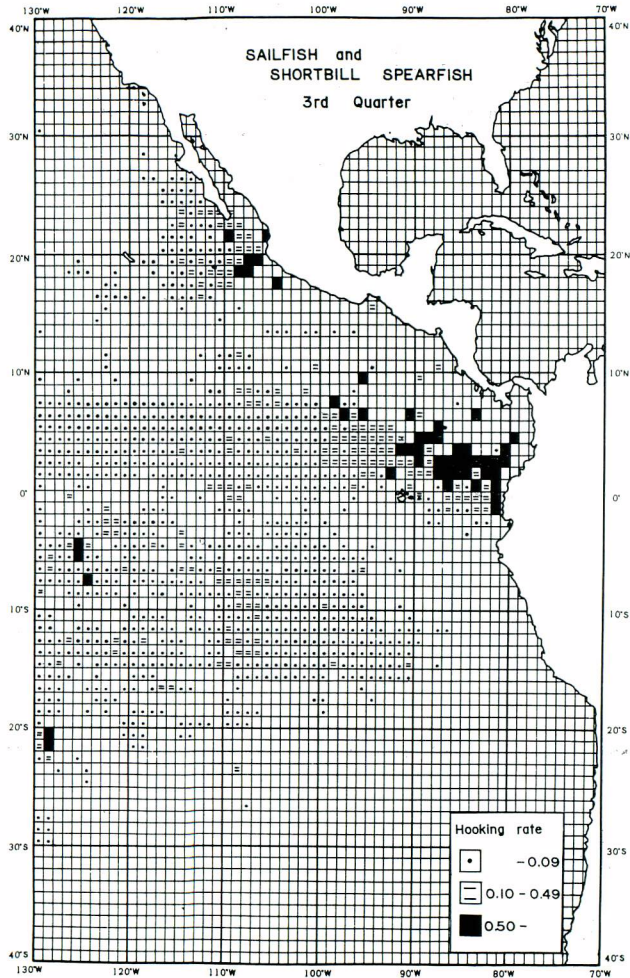 130°W 120°W 110°W 100°W 90°W 80°W 70°W
40°N 40°N
SAILFISH and
SHORTBILL SPEARFISH
3rd Quarter
30°N 30°N
20°N 20°N
10°N 10°N
0° 0°
10°S 10°S
20°S 20°S
Hooking rate
-0.09
0.10 - 0.49
0.50 -
30°S 30°S
40°S 40°S
130°W 120°W 110°W 100°W 90°W 80°W 70°W